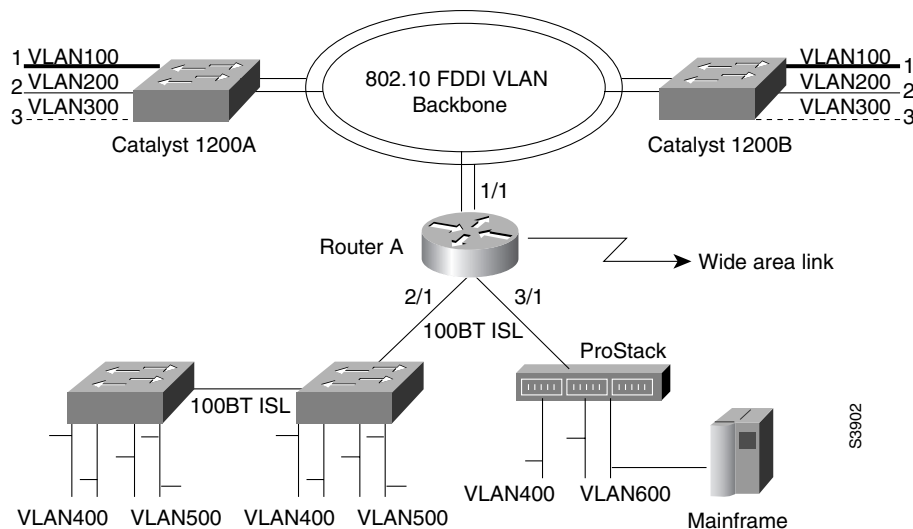 1 VLAN100
2 VLAN200
3 VLAN300
Catalyst 1200A
802.10 FDDI VLAN
Backbone
VLAN100 1
VLAN200 2
VLAN300 3
Catalyst 1200B
1/1
Router A
Wide area link
2/1
3/1
100BT ISL
ProStack
100BT ISL
VLAN400
VLAN500
VLAN400
VLAN500
VLAN400
VLAN600
Mainframe
S3902